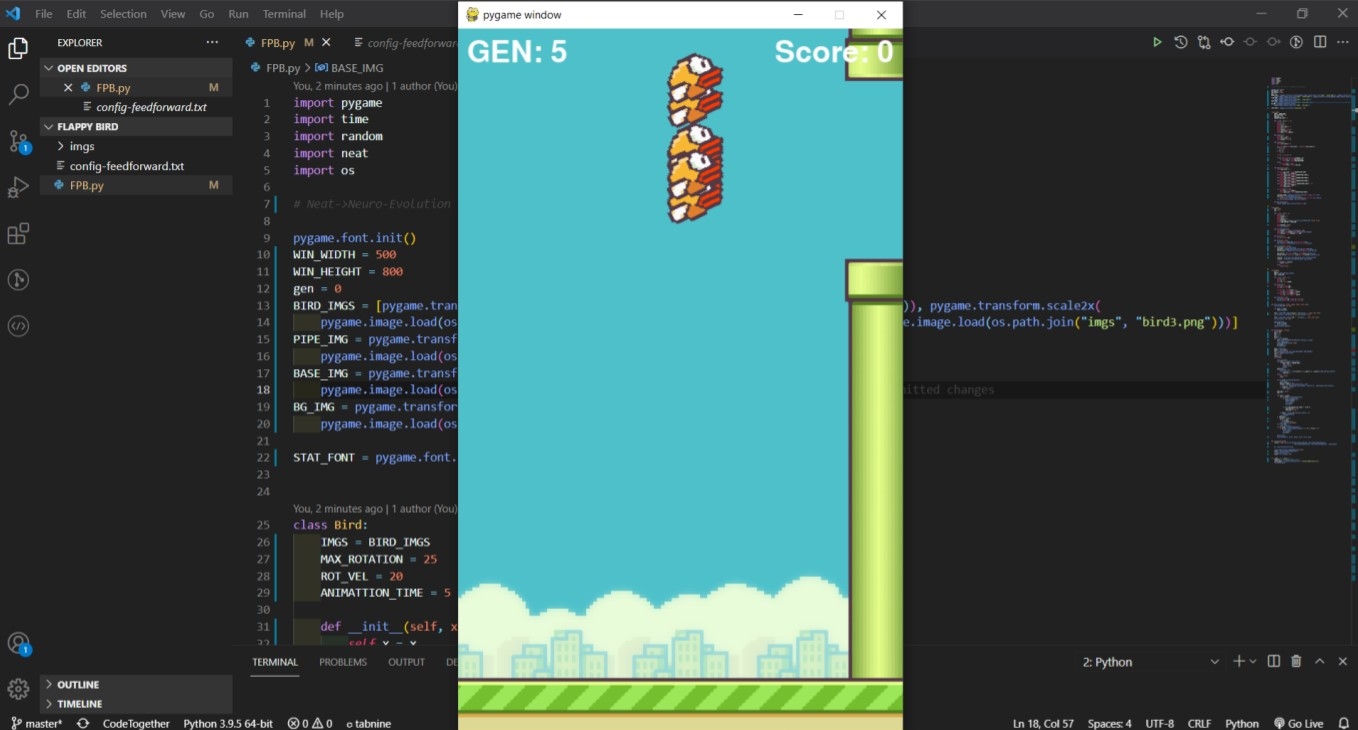 File Edit Selection View Go Run Terminal Help
pygame window
EXPLORER
OPEN EDITORS
FPB.py M
config-feedforward.txt
FLAPPY BIRD
imgs
config-feedforward.txt
FPB.py M
OUTLINE
TIMELINE
FPB.py M
config-feedforwar
FPB.py > BASE_IMG
You, 2 minutes ago | 1 author (You)
1 import pygame
2 import time
3 import random
4 import neat
5 import os
6
7 # Neat->Neuro-Evolution
8
9 pygame.font.init()
10 WIN_WIDTH = 500
11 WIN_HEIGHT = 800
12 gen = 0
13 BIRD_IMGS = [pygame.tran )), pygame.transform.scale2x(
14 pygame.image.load(os e.image.load(os.path.join("imgs", "bird3.png")))]
15 PIPE_IMG = pygame.transf
16 pygame.image.load(os
17 BASE_IMG = pygame.transf
18 pygame.image.load(os itted changes
19 BG_IMG = pygame.transfor
20 pygame.image.load(os
21
22 STAT_FONT = pygame.font.
23
24
You, 2 minutes ago | 1 author (You)
25 class Bird:
26 IMGS = BIRD_IMGS
27 MAX_ROTATION = 25
28 ROT_VEL = 20
29 ANIMATTION_TIME = 5
30
31 def __init__(self, x
32 self.x = x
GEN: 5
Score: 0
TERMINAL PROBLEMS OUTPUT DE
2: Python
1
1
master* CodeTogether Python 3.9.5 64-bit 0 0 tabnine
Ln 18, Col 57 Spaces: 4 UTF-8 CRLF Python Go Live